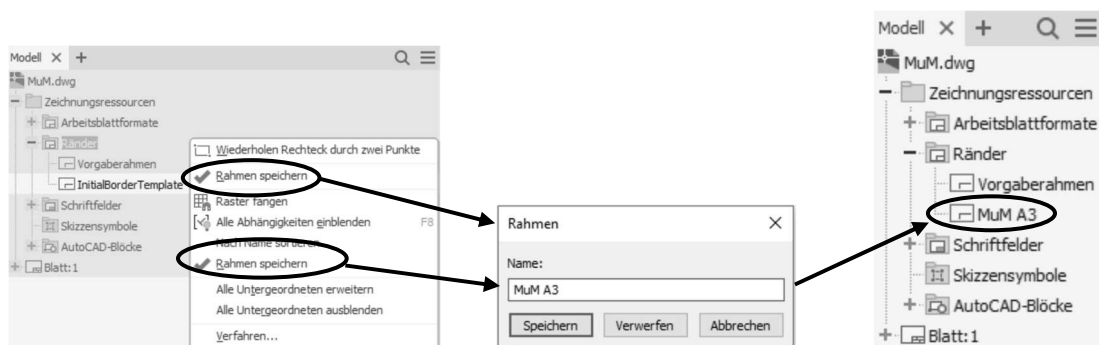 Modell × +
MuM.dwg
Zeichnungsressourcen
Arbeitsblattformate
Ränder
Vorgaberahmen
InitialBorderTemplate
Schriftfelder
Skizzensymbole
AutoCAD-Blöcke
Blatt:1
Wiederholen Rechteck durch zwei Punkte
Rahmen speichern
Raster fangen
Alle Abhängigkeiten einblenden F8
Nach Name sortieren
Rahmen speichern
Alle Untergeordneten erweitern
Alle Untergeordneten ausblenden
Verfahren...
Rahmen
Name:
MuM A3
Speichern Verwerfen Abbrechen
Modell × +
MuM.dwg
Zeichnungsressourcen
Arbeitsblattformate
Ränder
Vorgaberahmen
MuM A3
Schriftfelder
Skizzensymbole
AutoCAD-Blöcke
Blatt:1